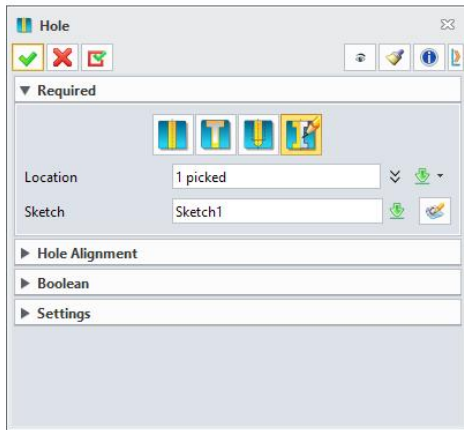 Hole
Required
Location 1 picked
Sketch Sketch1
Hole Alignment
Boolean
Settings